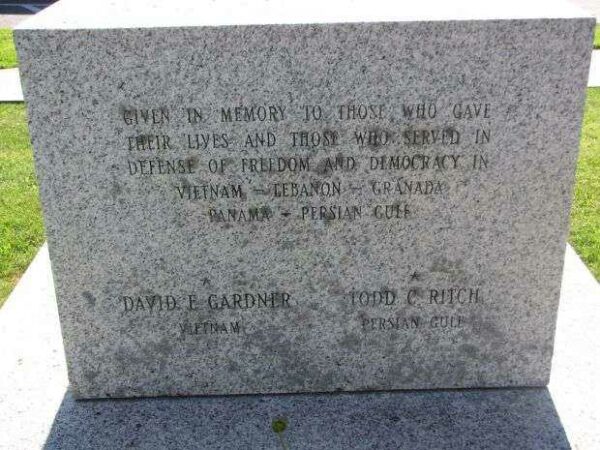 GIVEN IN MEMORY TO THOSE WHO GAVE
THEIR LIVES AND THOSE WHO SERVED IN
DEFENSE OF FREEDOM AND DEMOCRACY IN
VIETNAM – LEBANON – GRANADA
PANAMA – PERSIAN GULF
DAVID E. GARDNER
VIETNAM
TODD C. RITCH
PERSIAN GULF